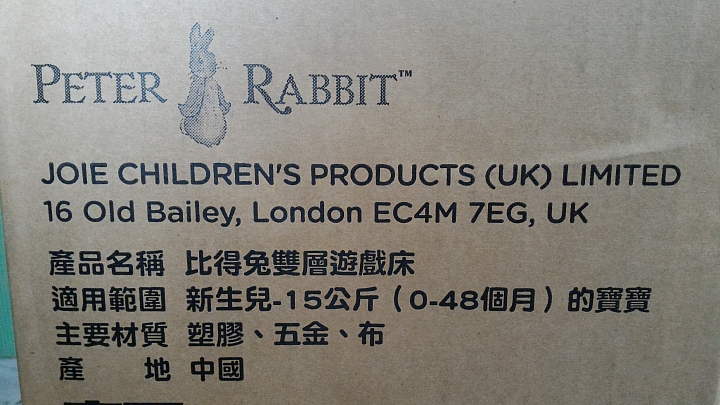 PETER RABBIT™
JOIE CHILDREN'S PRODUCTS (UK) LIMITED
16 Old Bailey, London EC4M 7EG, UK
產品名稱 比得兔雙層遊戲床
適用範圍 新生兒-15公斤（0-48個月）的寶寶
主要材質 塑膠、五金、布
產 地 中國